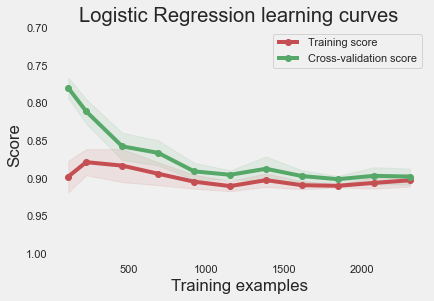 Logistic Regression learning curves
0.70
0.75
0.80
0.85
0.90
0.95
1.00
Score
Training score
Cross-validation score
500
1000
1500
2000
Training examples